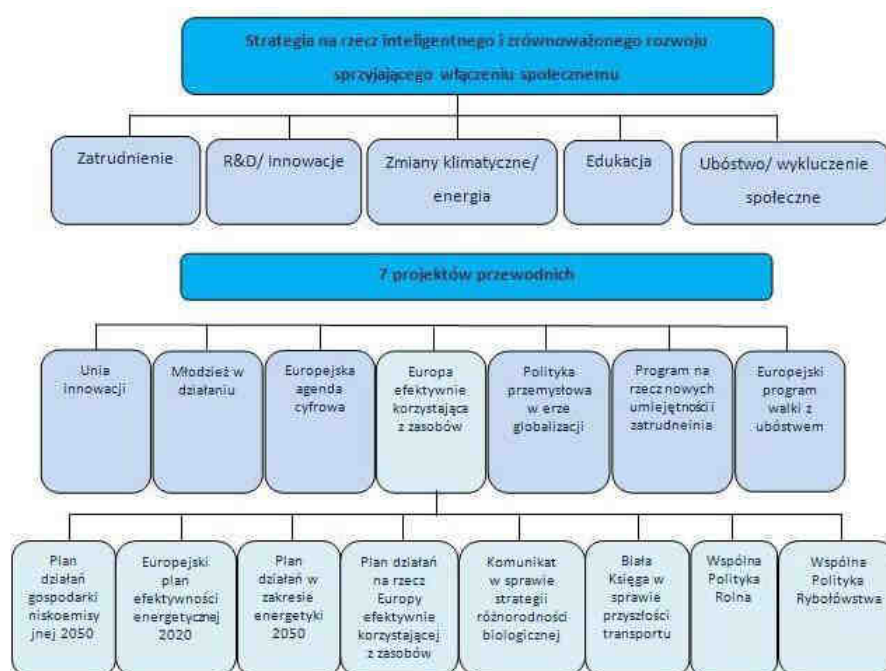 Strategia na rzecz inteligentnego i zrównoważonego rozwoju
sprzyjającego włączeniu społecznemu
Zatrudnienie
R&D/ Innowacje
Zmiany klimatyczne/
energia
Edukacja
Ubóstwo/ wykluczenie
społeczne
7 projektów przewodnich
Unia
innowacji
Młodzież w
działaniu
Europejska
agenda
cyfrowa
Europa
efektywnie
korzystająca
z zasobów
Polityka
przemysłowa
w erze
globalizacji
Program na
rzecz nowych
umiejętności i
zatrudneinia
Europejski
program
walki z
ubóstwem
Plan
działań
gospodarki
niskoemisy
jnej 2050
Europejski
plan
efektywności
energetycznej
2020
Plan
działań w
zakresie
energetyki
2050
Plan działań
na rzecz
Europy
efektywnie
korzystającej
z zasobów
Komunikat
w sprawie
strategii
różnorodności
biologicznej
Biała
Księga w
sprawie
przyszłości
transportu
Wspólna
Polityka
Rolna
Wspólna
Polityka
Rybołówstwa